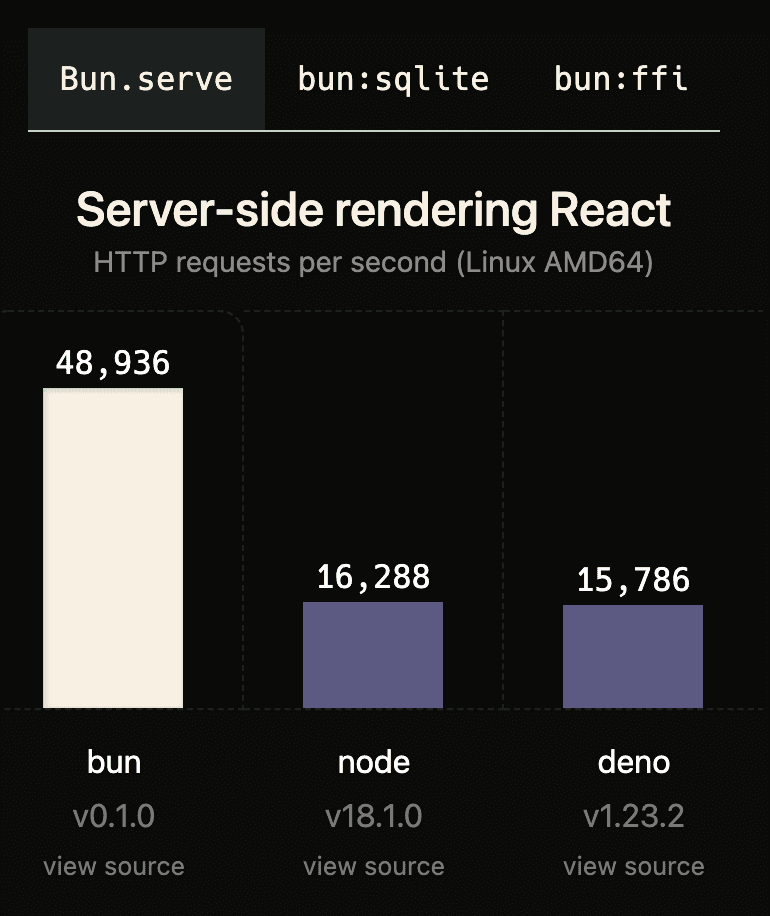 Bun.serve bun:sqlite bun:ffi
Server-side rendering React
HTTP requests per second (Linux AMD64)
48,936
16,288
15,786
bun node deno
v0.1.0 v18.1.0 v1.23.2
view source view source view source